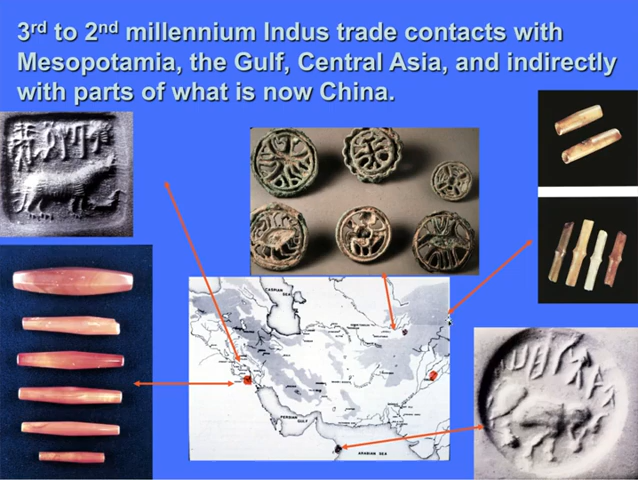 3rd to 2nd millennium Indus trade contacts with
Mesopotamia, the Gulf, Central Asia, and indirectly
with parts of what is now China.
CASPIAN
SEA
PERSIAN
GULF
ARABIAN SEA